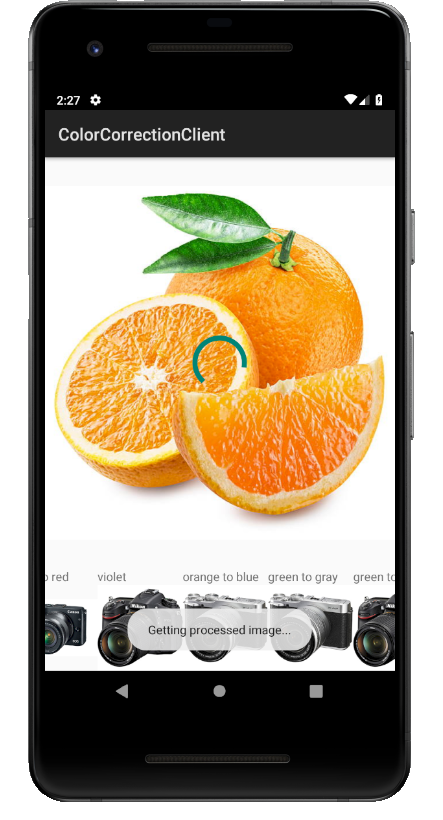 2:27
ColorCorrectionClient
o red
violet
orange to blue
green to gray
green to
Getting processed image...